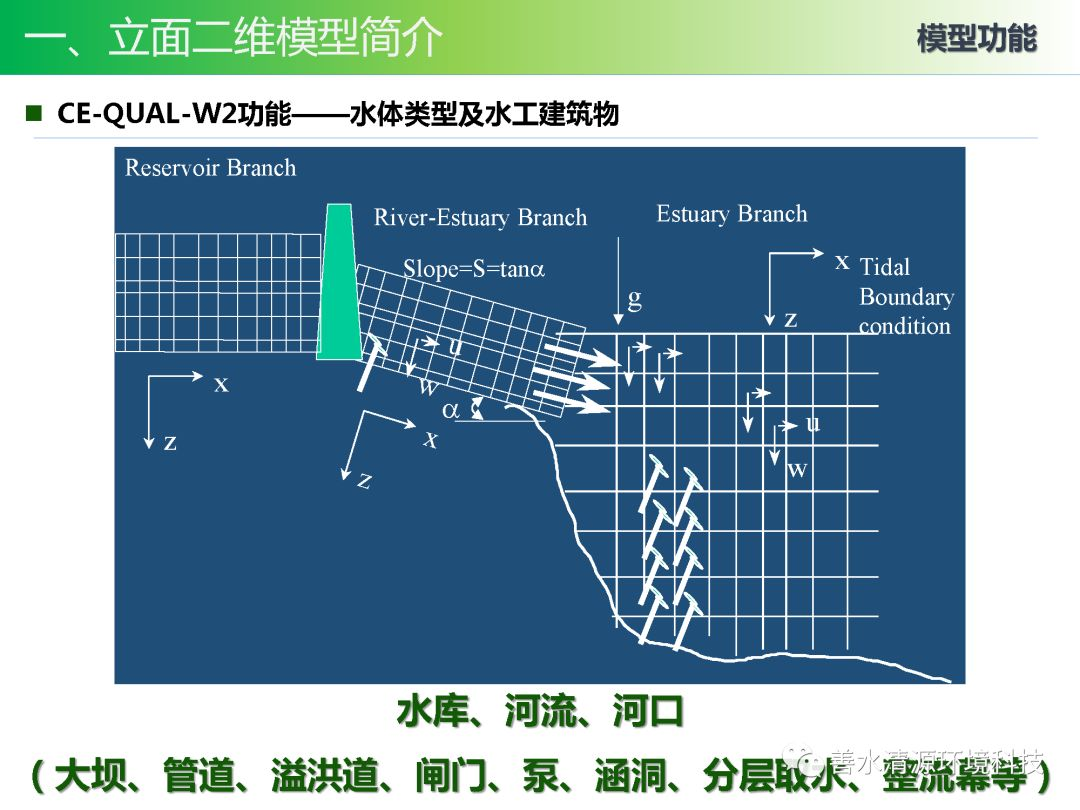 一、立面二维模型简介
模型功能
CE-QUAL-W2功能——水体类型及水工建筑物
Reservoir Branch
River-Estuary Branch
Estuary Branch
Slope=S=tanα
g
x
z
Tidal
Boundary
condition
u
w
x
z
α
x
z
u
w
水库、河流、河口
（大坝、管道、溢洪道、闸门、泵、涵洞、分层取水、整流幕等）
善水清源环境科技